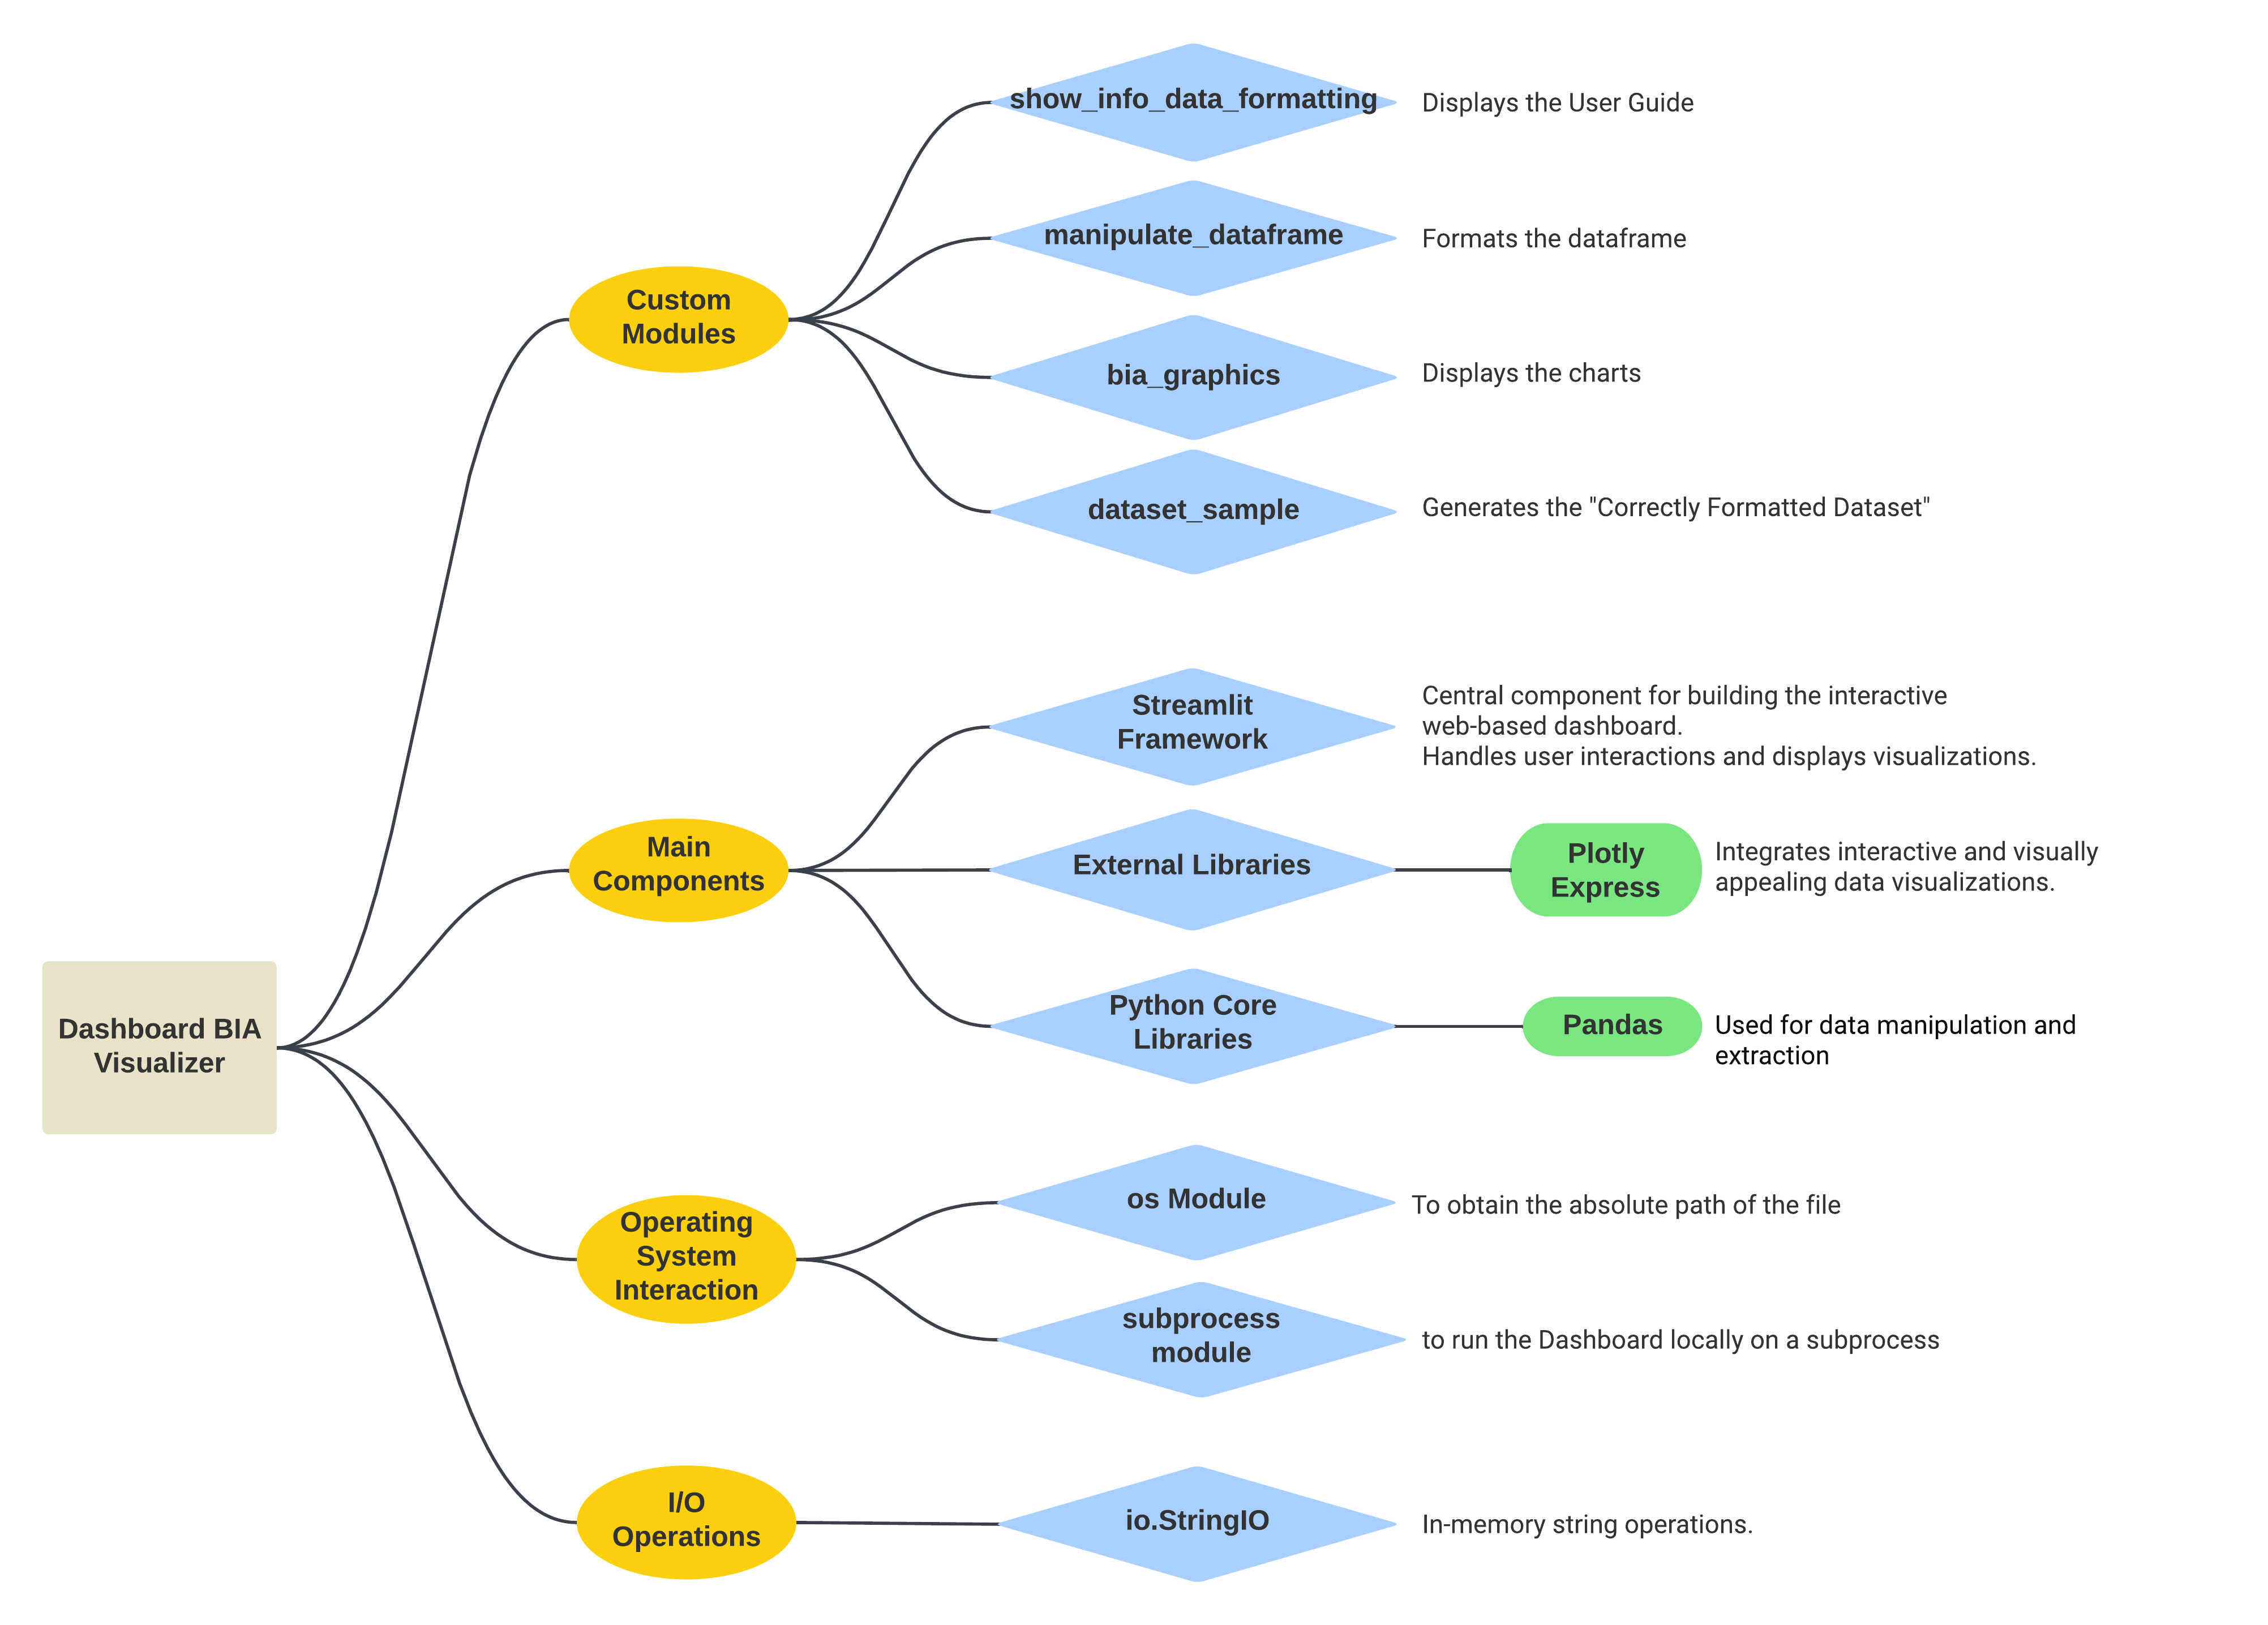 show_info_data_formatting
Displays the User Guide
manipulate_dataframe
Formats the dataframe
Custom
Modules
bia_graphics
Displays the charts
dataset_sample
Generates the "Correctly Formatted Dataset"
Streamlit
Framework
Central component for building the interactive
web-based dashboard.
Handles user interactions and displays visualizations.
Main
Components
External Libraries
Plotly
Express
Integrates interactive and visually
appealing data visualizations.
Dashboard BIA
Visualizer
Python Core
Libraries
Pandas
Used for data manipulation and
extraction
Operating
System
Interaction
os Module
To obtain the absolute path of the file
subprocess
module
to run the Dashboard locally on a subprocess
I/O
Operations
io.StringIO
In-memory string operations.